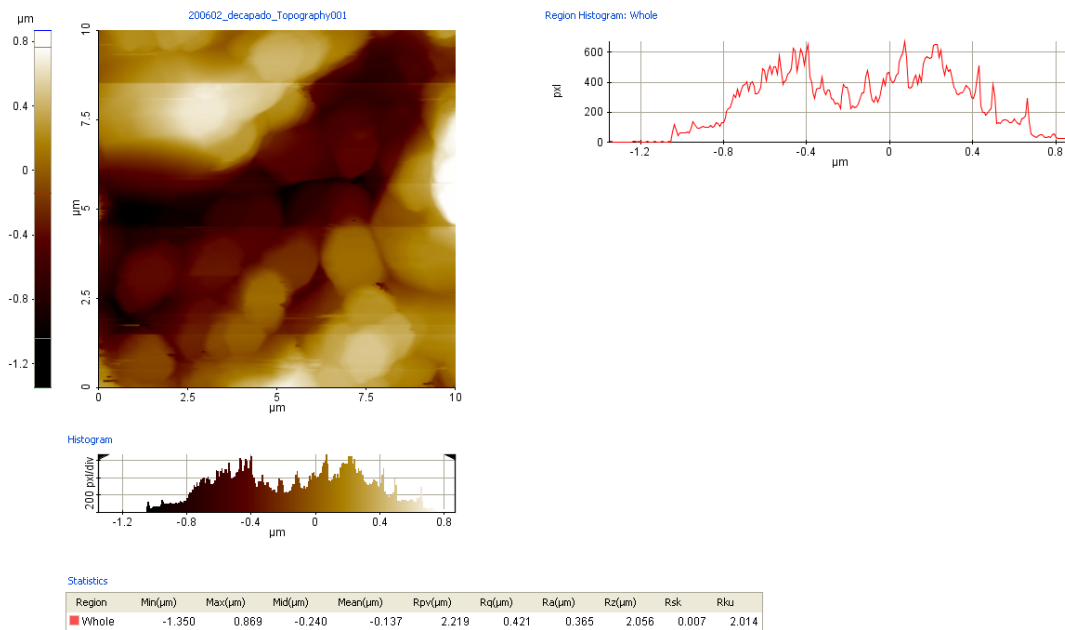 200602_decapado_Topography001
µm
0.8
0.4
0
-0.4
-0.8
-1.2
10
7.5
5
2.5
0
µm
0 2.5 5 7.5 10
µm
Region Histogram: Whole
pxl
600
400
200
0
-1.2 -0.8 -0.4 0 0.4 0.8
µm
Histogram
200 pxl/div
-1.2 -0.8 -0.4 0 0.4 0.8
µm
Statistics
Region Min(µm) Max(µm) Mid(µm) Mean(µm) Rpv(µm) Rq(µm) Ra(µm) Rz(µm) Rsk Rku
Whole -1.350 0.869 -0.240 -0.137 2.219 0.421 0.365 2.056 0.007 2.014